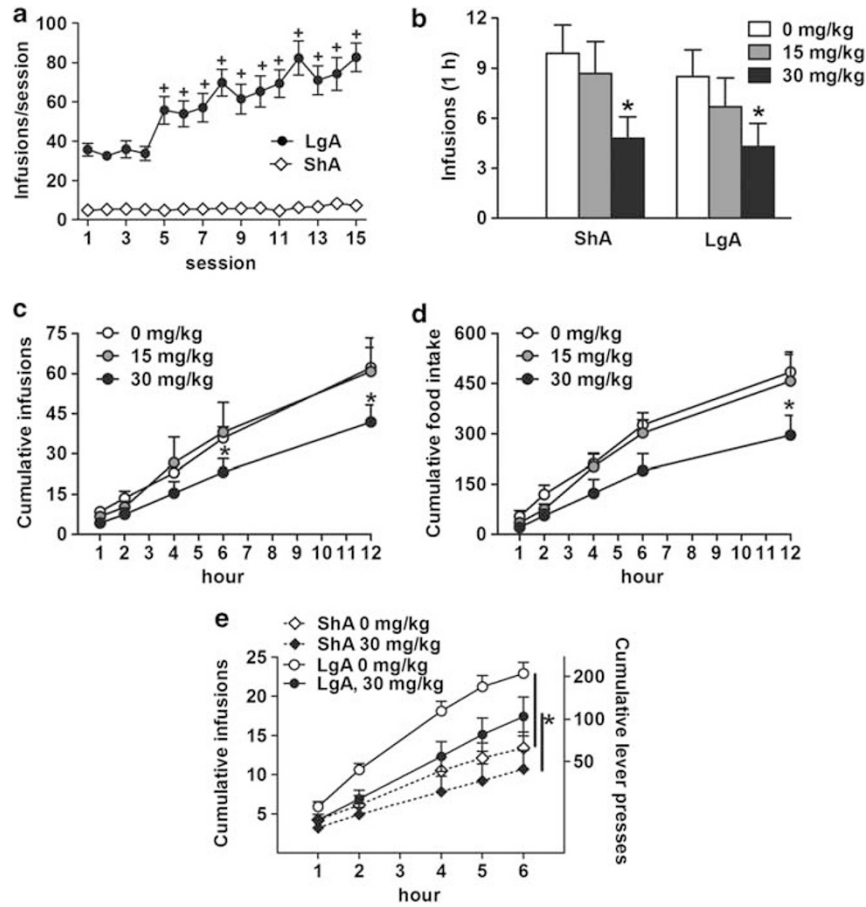 a
Infusions/session
100
80
60
40
20
0
+ + + + + + + + + + +
LgA
ShA
1 3 5 7 9 11 13 15
session
b
Infusions (1 h)
12
9
6
3
0
0 mg/kg
15 mg/kg
30 mg/kg
* *
ShA LgA
c
Cumulative infusions
75
60
45
30
15
0
0 mg/kg
15 mg/kg
30 mg/kg
* *
1 2 3 4 5 6 7 8 9 10 11 12
hour
d
Cumulative food intake
600
450
300
150
0
0 mg/kg
15 mg/kg
30 mg/kg
*
1 2 3 4 5 6 7 8 9 10 11 12
hour
e
ShA 0 mg/kg
ShA 30 mg/kg
LgA 0 mg/kg
LgA, 30 mg/kg
Cumulative infusions
25
20
15
10
5
*
200
100
50
Cumulative lever presses
1 2 3 4 5 6
hour